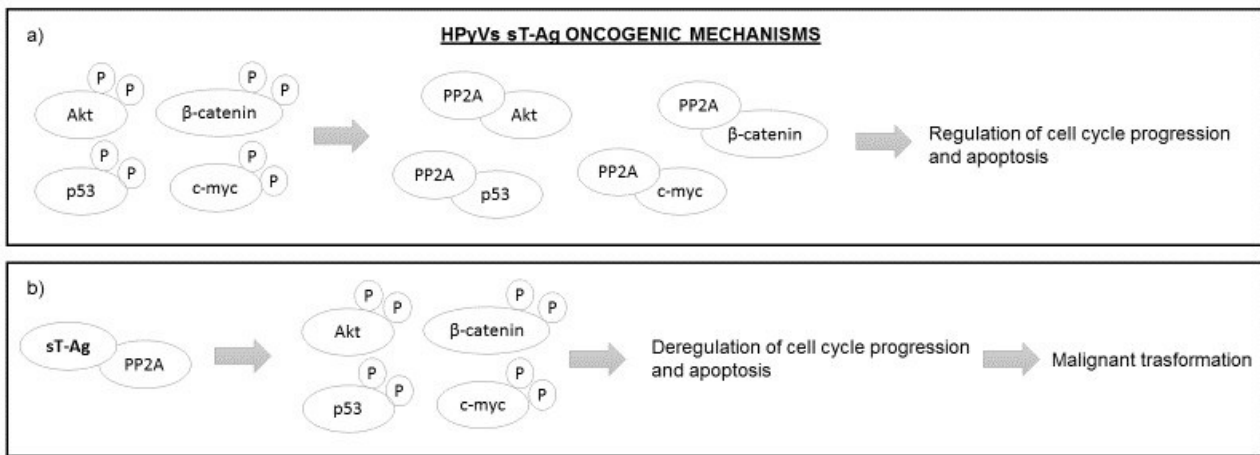 HPyVs sT-Ag ONCOGENIC MECHANISMS
a)
P P
P P
Akt
β-catenin
P P
P P
p53
c-myc
PP2A
Akt
PP2A
β-catenin
PP2A
p53
PP2A
c-myc
Regulation of cell cycle progression
and apoptosis
b)
sT-Ag
PP2A
P P
P P
Akt
β-catenin
P P
P P
p53
c-myc
Deregulation of cell cycle progression
and apoptosis
Malignant trasformation